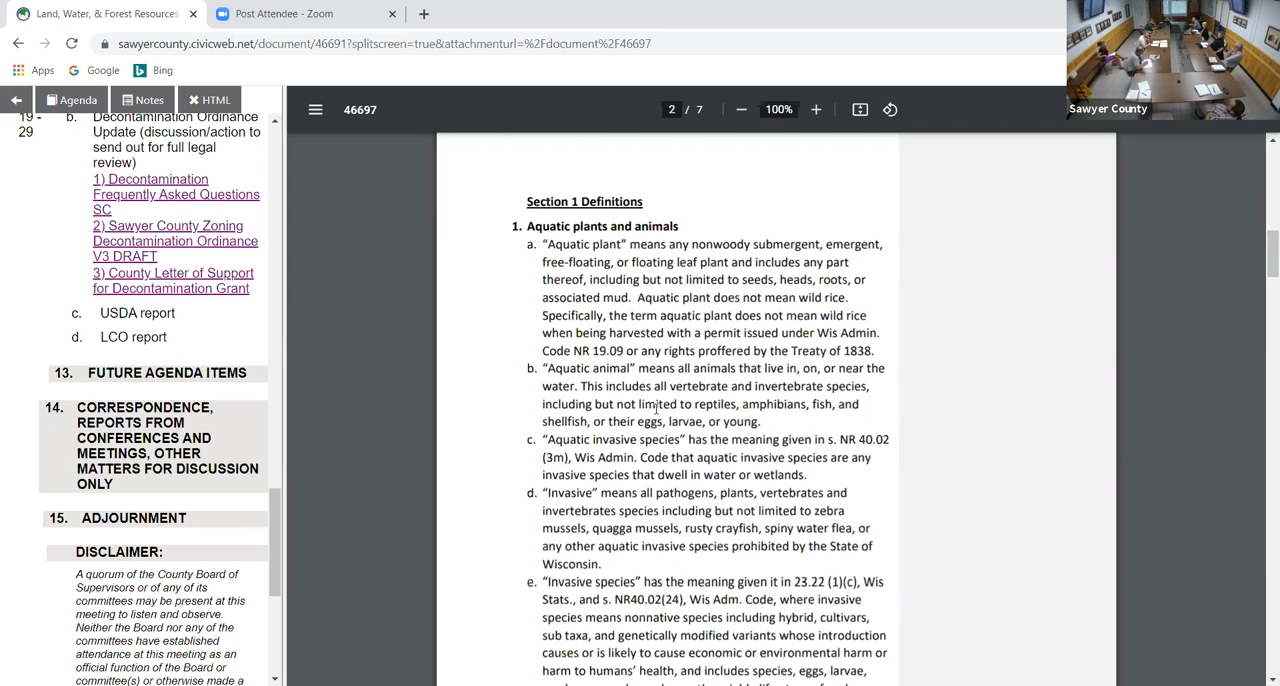 Land, Water, & Forest Resources
Post Attendee - Zoom
sawyercounty.civicweb.net/document/46691?splitscreen=true&attachmenturl=%2Fdocument%2F46697
Apps
Google
Bing
Sawyer County
Agenda
Notes
HTML
46697
2 / 7
100%
19 -
29
b. Decontamination Ordinance
Update (discussion/action to
send out for full legal
review)
1) Decontamination
Frequently Asked Questions
SC
2) Sawyer County Zoning
Decontamination Ordinance
V3 DRAFT
3) County Letter of Support
for Decontamination Grant
c. USDA report
d. LCO report
13. FUTURE AGENDA ITEMS
14. CORRESPONDENCE,
REPORTS FROM
CONFERENCES AND
MEETINGS, OTHER
MATTERS FOR DISCUSSION
ONLY
15. ADJOURNMENT
DISCLAIMER:
A quorum of the County Board of
Supervisors or of any of its
committees may be present at this
meeting to listen and observe.
Neither the Board nor any of the
committees have established
attendance at this meeting as an
official function of the Board or
committee(s) or otherwise made a
Section 1 Definitions
1. Aquatic plants and animals
a. “Aquatic plant” means any nonwoody submergent, emergent,
free-floating, or floating leaf plant and includes any part
thereof, including but not limited to seeds, heads, roots, or
associated mud. Aquatic plant does not mean wild rice.
Specifically, the term aquatic plant does not mean wild rice
when being harvested with a permit issued under Wis Admin.
Code NR 19.09 or any rights proffered by the Treaty of 1838.
b. “Aquatic animal” means all animals that live in, on, or near the
water. This includes all vertebrate and invertebrate species,
including but not limited to reptiles, amphibians, fish, and
shellfish, or their eggs, larvae, or young.
c. “Aquatic invasive species” has the meaning given in s. NR 40.02
(3m), Wis Admin. Code that aquatic invasive species are any
invasive species that dwell in water or wetlands.
d. “Invasive” means all pathogens, plants, vertebrates and
invertebrates species including but not limited to zebra
mussels, quagga mussels, rusty crayfish, spiny water flea, or
any other aquatic invasive species prohibited by the State of
Wisconsin.
e. “Invasive species” has the meaning given it in 23.22 (1)(c), Wis
Stats., and s. NR40.02(24), Wis Adm. Code, where invasive
species means nonnative species including hybrid, cultivars,
sub taxa, and genetically modified variants whose introduction
causes or is likely to cause economic or environmental harm or
harm to humans’ health, and includes species, eggs, larvae,